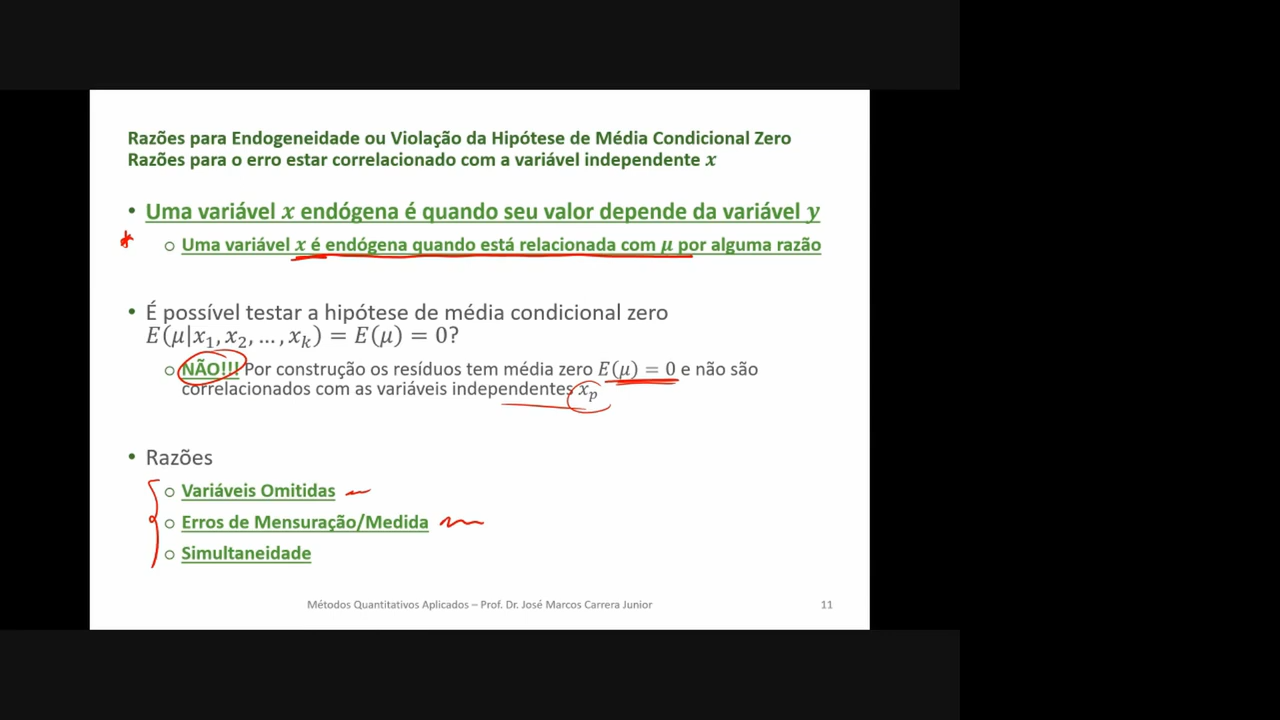 Razões para Endogeneidade ou Violação da Hipótese de Média Condicional Zero
Razões para o erro estar correlacionado com a variável independente x
• Uma variável x endógena é quando seu valor depende da variável y
* ○ Uma variável x é endógena quando está relacionada com μ por alguma razão
• É possível testar a hipótese de média condicional zero
E(μ|x₁, x₂, …, xₖ) = E(μ) = 0?
○ NÃO!!! Por construção os resíduos tem média zero E(μ) = 0 e não são
correlacionados com as variáveis independentes xₚ
• Razões
○ Variáveis Omitidas
○ Erros de Mensuração/Medida
○ Simultaneidade
Métodos Quantitativos Aplicados – Prof. Dr. José Marcos Carrera Junior 11